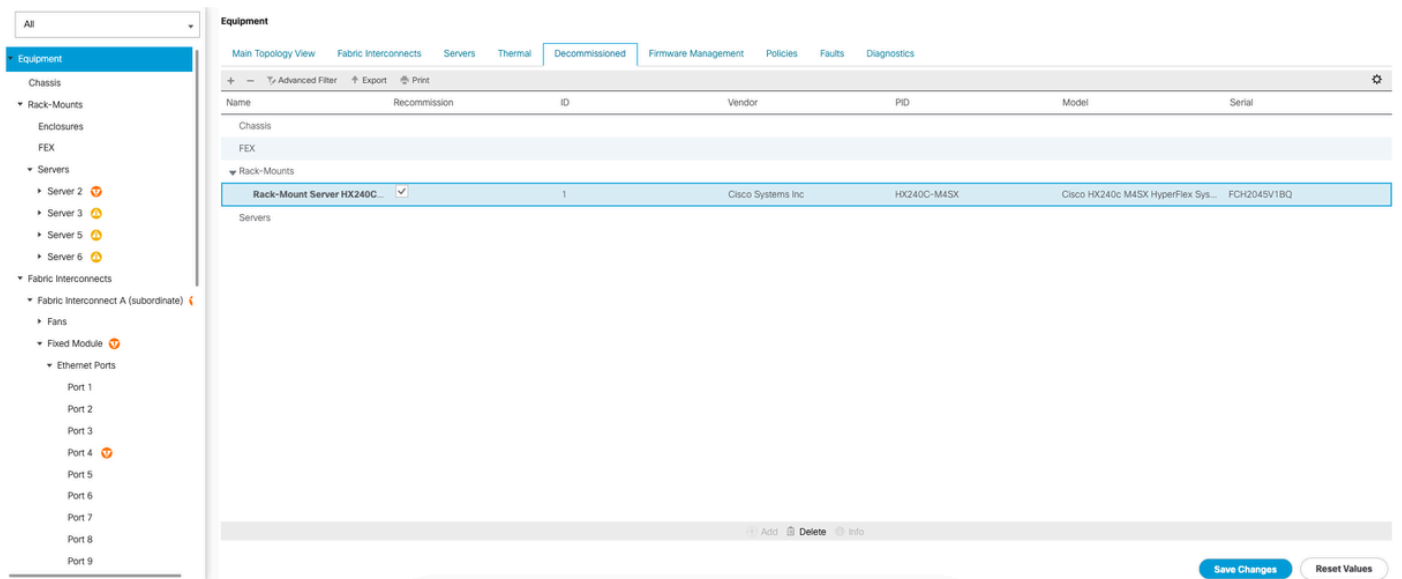 All
Equipment
Chassis
Rack-Mounts
Enclosures
FEX
Servers
Server 2
Server 3
Server 5
Server 6
Fabric Interconnects
Fabric Interconnect A (subordinate)
Fans
Fixed Module
Ethernet Ports
Port 1
Port 2
Port 3
Port 4
Port 5
Port 6
Port 7
Port 8
Port 9
Equipment
Main Topology View Fabric Interconnects Servers Thermal Decommissioned Firmware Management Policies Faults Diagnostics
+ − Advanced Filter Export Print
Name Recommission ID Vendor PID Model Serial
Chassis
FEX
Rack-Mounts
Rack-Mount Server HX240C... 1 Cisco Systems Inc HX240C-M4SX Cisco HX240c M4SX HyperFlex Sys... FCH2045V1BQ
Servers
Add Delete Info
Save Changes Reset Values